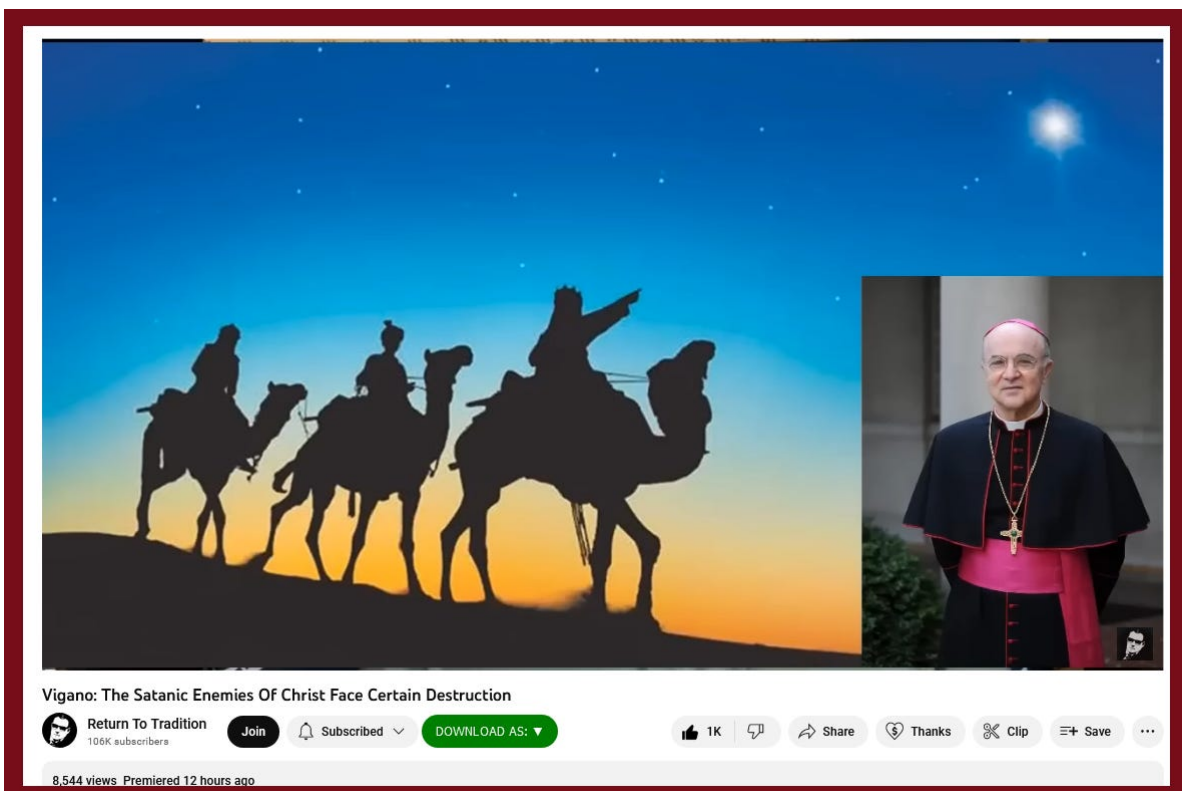 Vigano: The Satanic Enemies Of Christ Face Certain Destruction
Return To Tradition
106K subscribers
Join
Subscribed
DOWNLOAD AS: ▼
1K
Share
Thanks
Clip
Save
...
8,544 views Premiered 12 hours ago